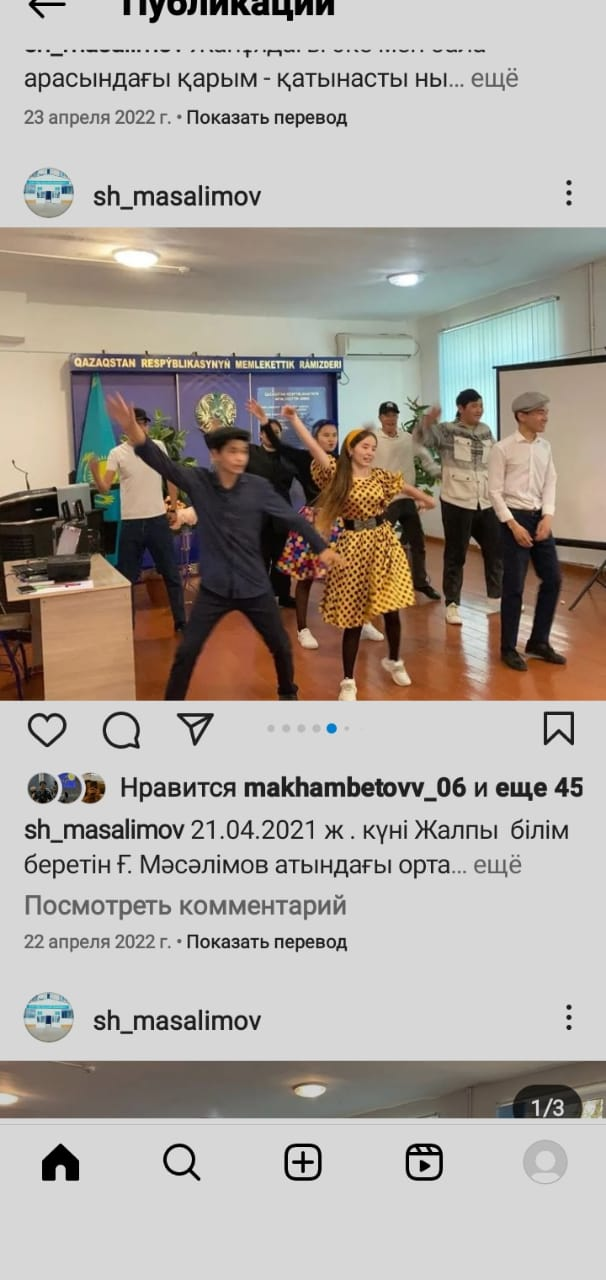 Публикации
sh_masalimov
арасындағы қарым - қатынасты ны... ещё
23 апреля 2022 г. • Показать перевод
sh_masalimov
QAZAQSTAN RESPÝBLIKASYNYŃ MEMLEKETTIK RÁMIZDERI
Нравится makhambetovv_06 и еще 45
sh_masalimov 21.04.2021 ж . күні Жалпы білім
беретін Ғ. Мәсәлімов атындағы орта... ещё
Посмотреть комментарий
22 апреля 2022 г. • Показать перевод
sh_masalimov
1/3